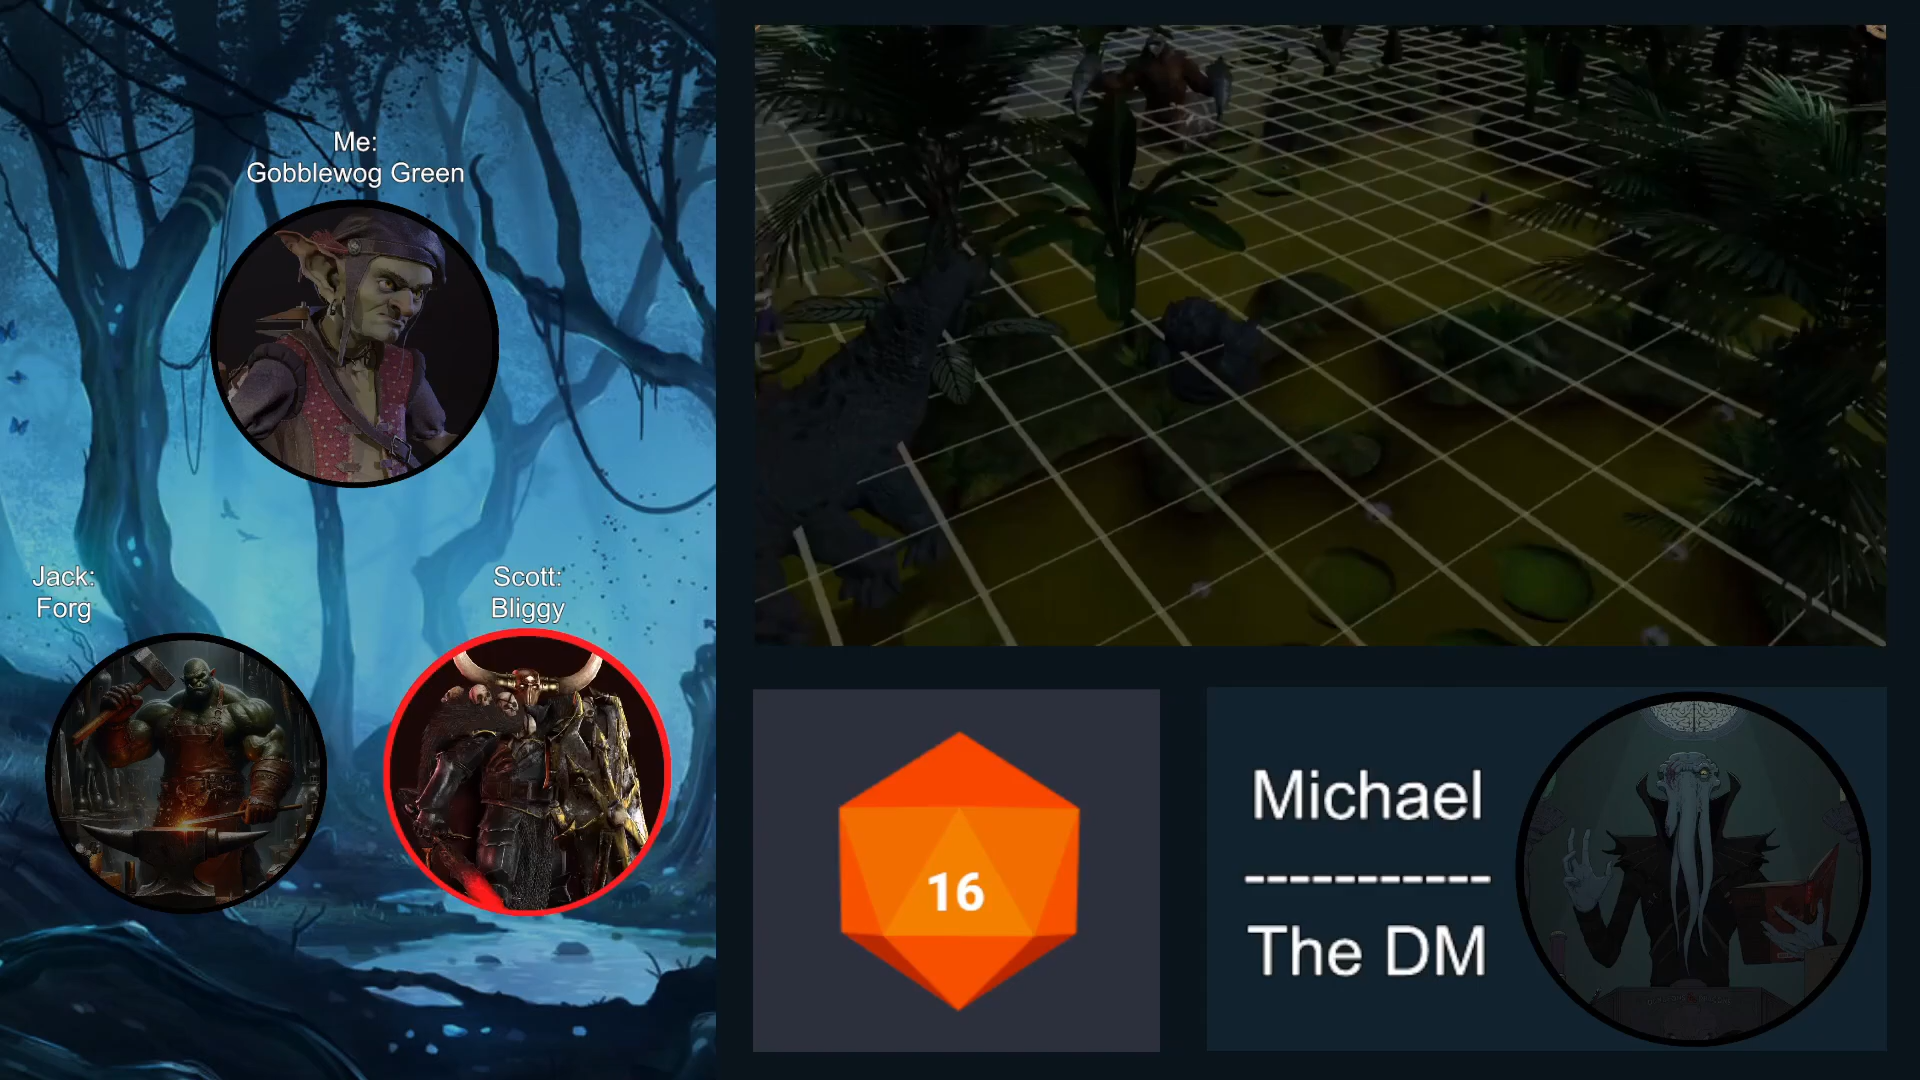 Me:
Gobblewog Green
Jack:
Forg
Scott:
Bliggy
16
Michael
-----------
The DM